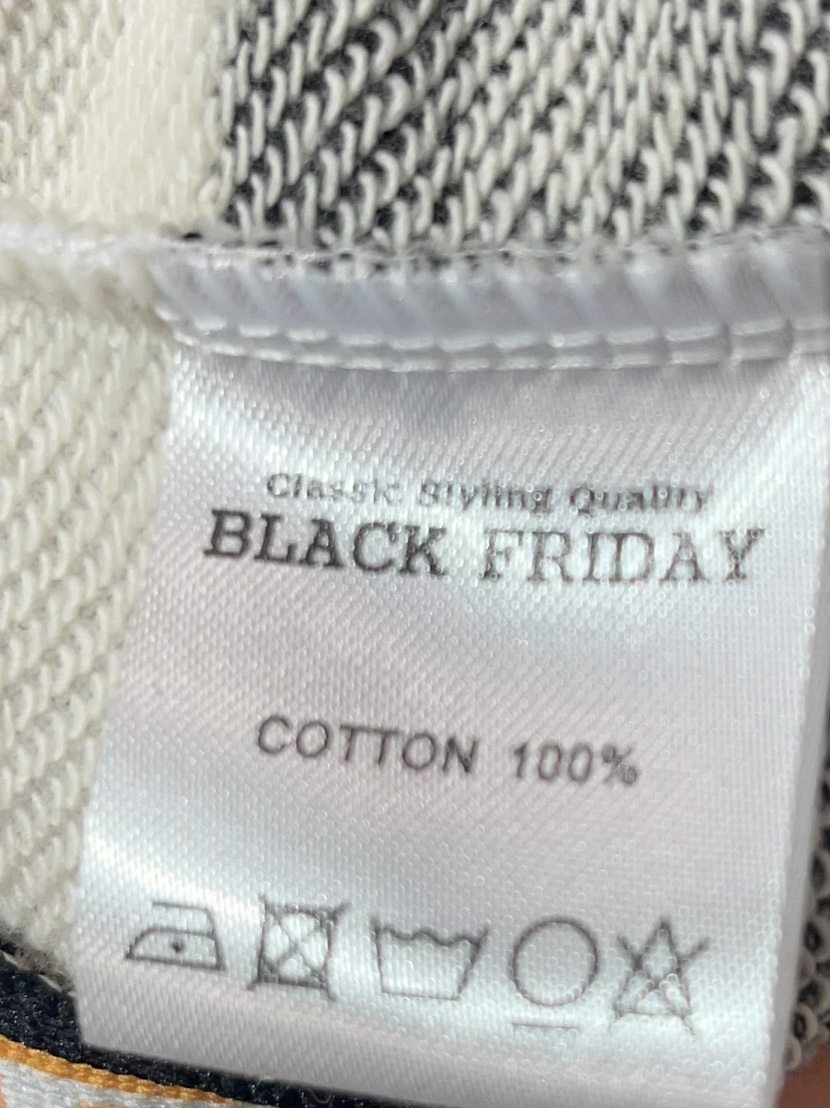 Classic Styling Quality
BLACK FRIDAY
COTTON 100%